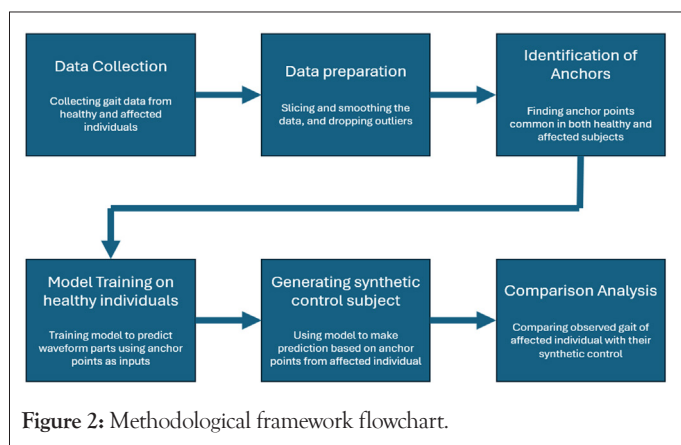 Data Collection
Collecting gait data from
healthy and affected
individuals
Data preparation
Slicing and smoothing the
data, and dropping outliers
Identification of
Anchors
Finding anchor points
common in both healthy and
affected subjects
Model Training on
healthy individuals
Training model to predict
waveform parts using anchor
points as inputs
Generating synthetic
control subject
Using model to make
prediction based on anchor
points from affected individual
Comparison Analysis
Comparing observed gait of
affected individual with their
synthetic control
Figure 2: Methodological framework flowchart.